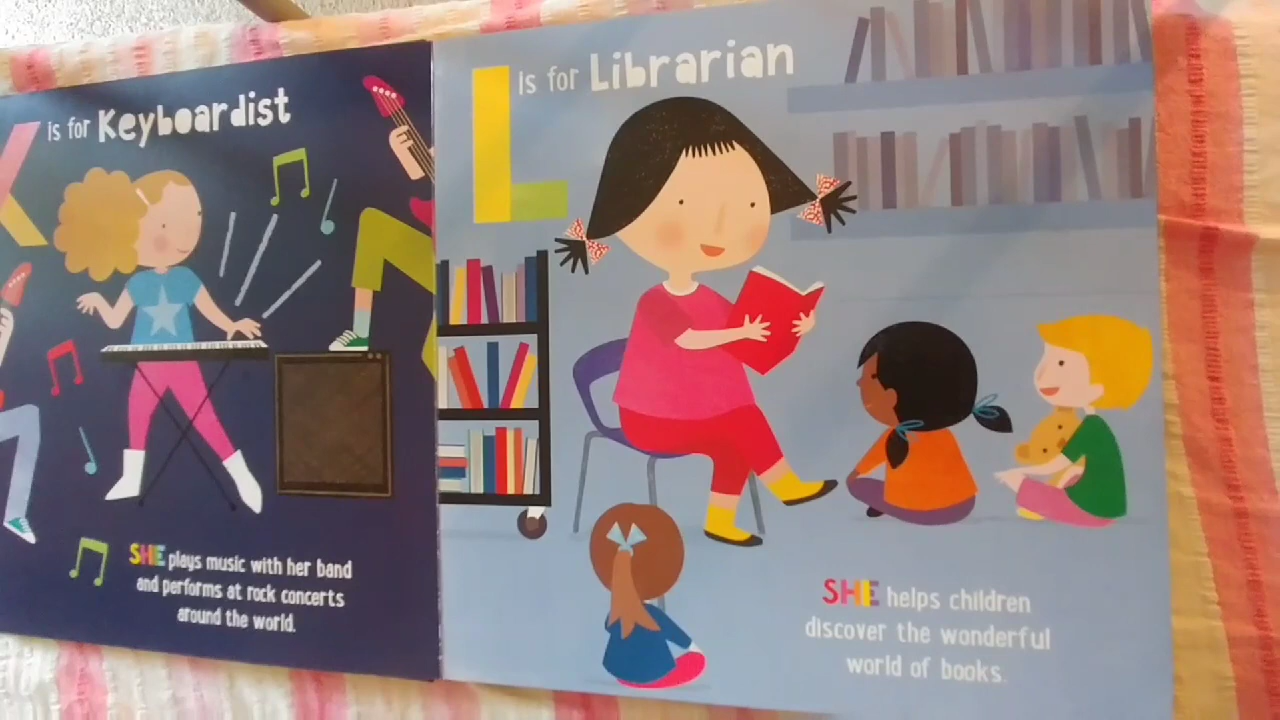 K is for Keyboardist
SHE plays music with her band
and performs at rock concerts
around the world.
L is for Librarian
SHE helps children
discover the wonderful
world of books.